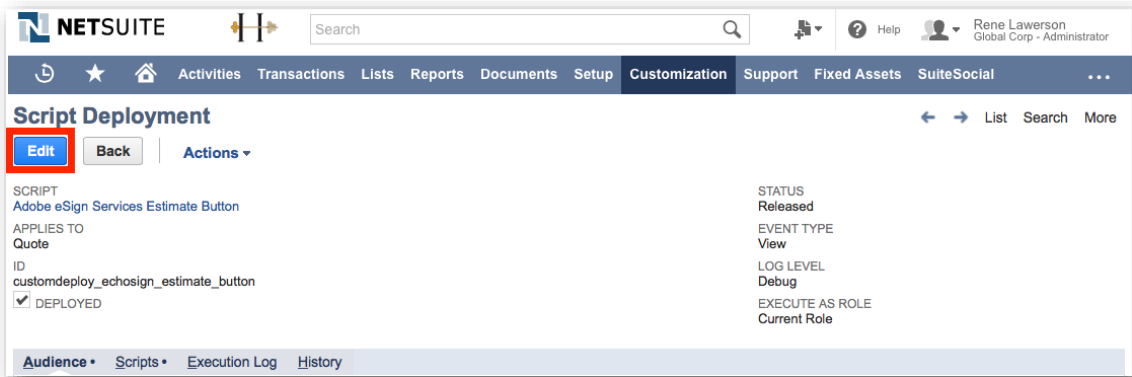 NETSUITE
Search
Help
Rene Lawerson
Global Corp - Administrator
Activities Transactions Lists Reports Documents Setup Customization Support Fixed Assets SuiteSocial ...
Script Deployment
List Search More
Edit Back Actions
SCRIPT
Adobe eSign Services Estimate Button
APPLIES TO
Quote
ID
customdeploy_echosign_estimate_button
DEPLOYED
STATUS
Released
EVENT TYPE
View
LOG LEVEL
Debug
EXECUTE AS ROLE
Current Role
Audience • Scripts • Execution Log History